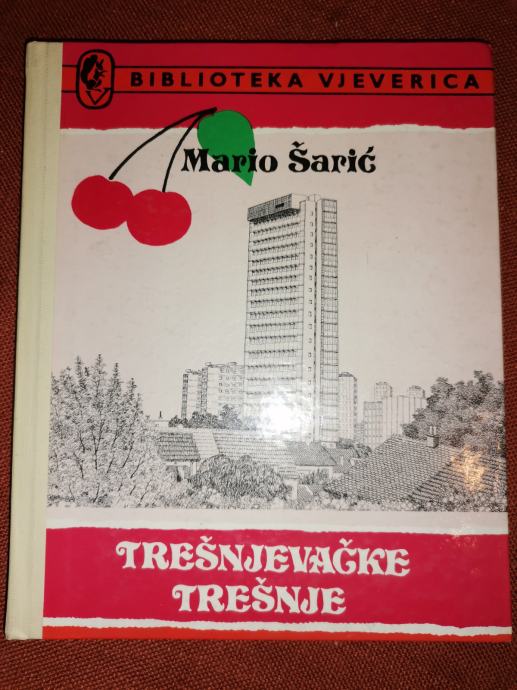 BIBLIOTEKA VJEVERICA
Mario Šarić
TREŠNJEVAČKE
TREŠNJE